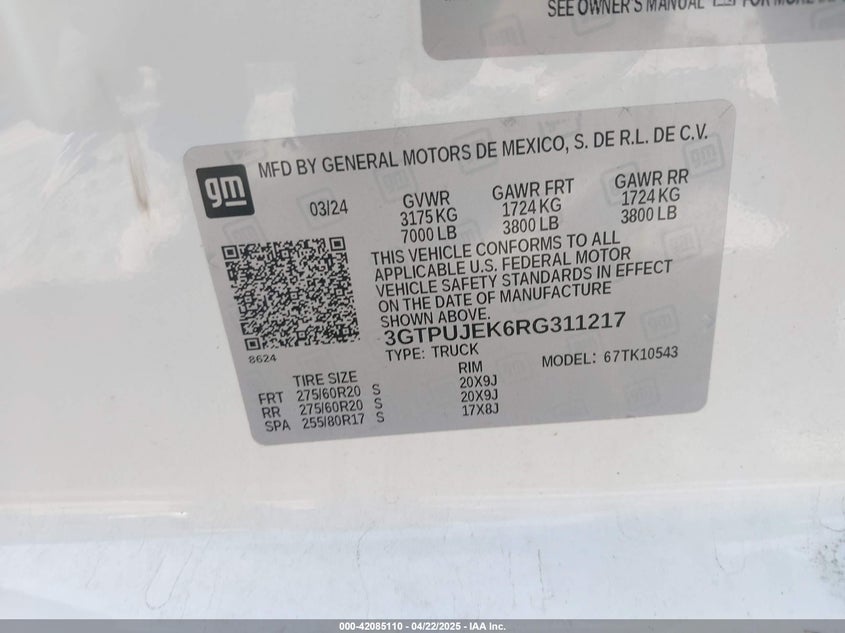 SEE OWNER'S MANUAL
FOR MORE
gm
MFD BY GENERAL MOTORS DE MEXICO, S. DE R.L. DE C.V.
03/24 GVWR GAWR FRT GAWR RR
3175 KG 1724 KG 1724 KG
7000 LB 3800 LB 3800 LB
THIS VEHICLE CONFORMS TO ALL
APPLICABLE U.S. FEDERAL MOTOR
VEHICLE SAFETY STANDARDS IN EFFECT
ON THE DATE OF MANUFACTURE
SHOWN ABOVE.
3GTPUJEK6RG311217
8624
TYPE: TRUCK MODEL: 67TK10543
TIRE SIZE RIM
FRT 275/60R20 S 20X9J
RR 275/60R20 S 20X9J
SPA 255/80R17 S 17X8J
000-42085110 - 04/22/2025 - IAA Inc.